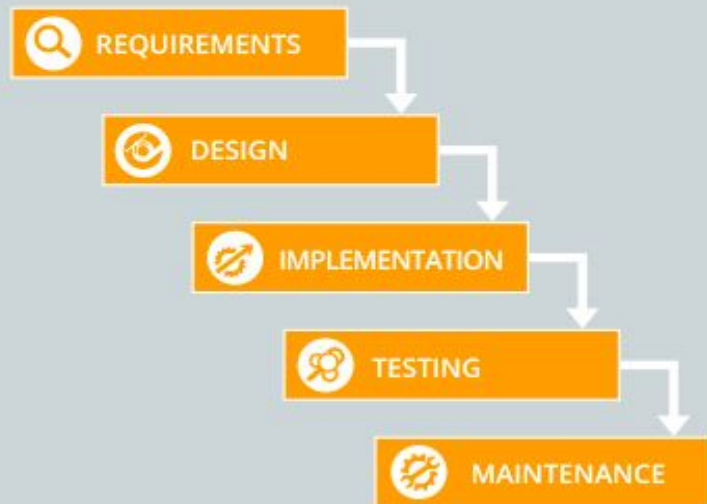 REQUIREMENTS
DESIGN
IMPLEMENTATION
TESTING
MAINTENANCE